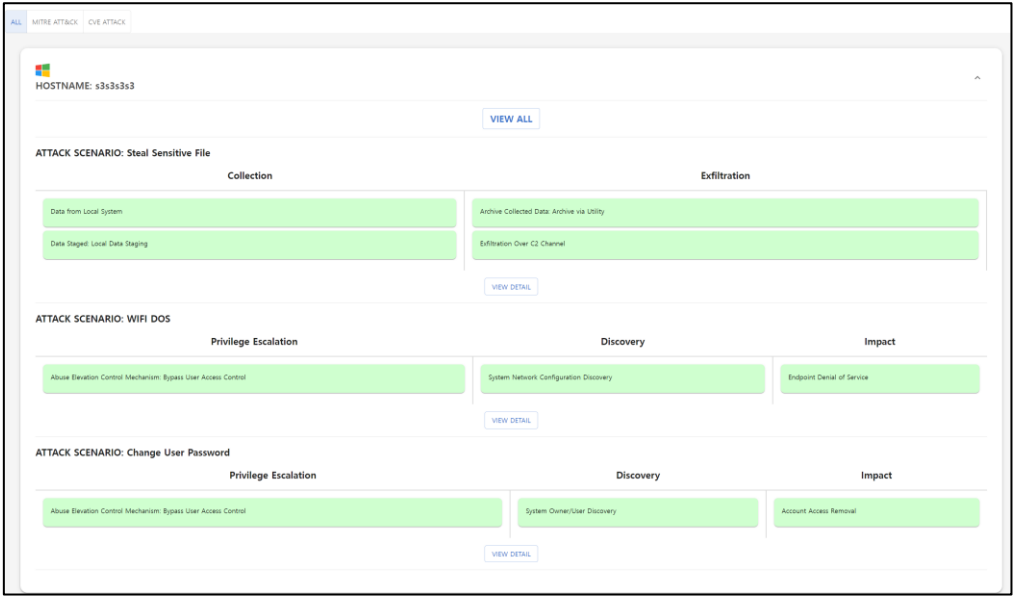 ALL MITRE ATT&CK CVE ATTACK
HOSTNAME: s3s3s3s3
VIEW ALL
ATTACK SCENARIO: Steal Sensitive File
Collection Exfiltration
Data from Local System Archive Collected Data: Archive via Utility
Data Staged: Local Data Staging Exfiltration Over C2 Channel
VIEW DETAIL
ATTACK SCENARIO: WIFI DOS
Privilege Escalation Discovery Impact
Abuse Elevation Control Mechanism: Bypass User Access Control System Network Configuration Discovery Endpoint Denial of Service
VIEW DETAIL
ATTACK SCENARIO: Change User Password
Privilege Escalation Discovery Impact
Abuse Elevation Control Mechanism: Bypass User Access Control System Owner/User Discovery Account Access Removal
VIEW DETAIL